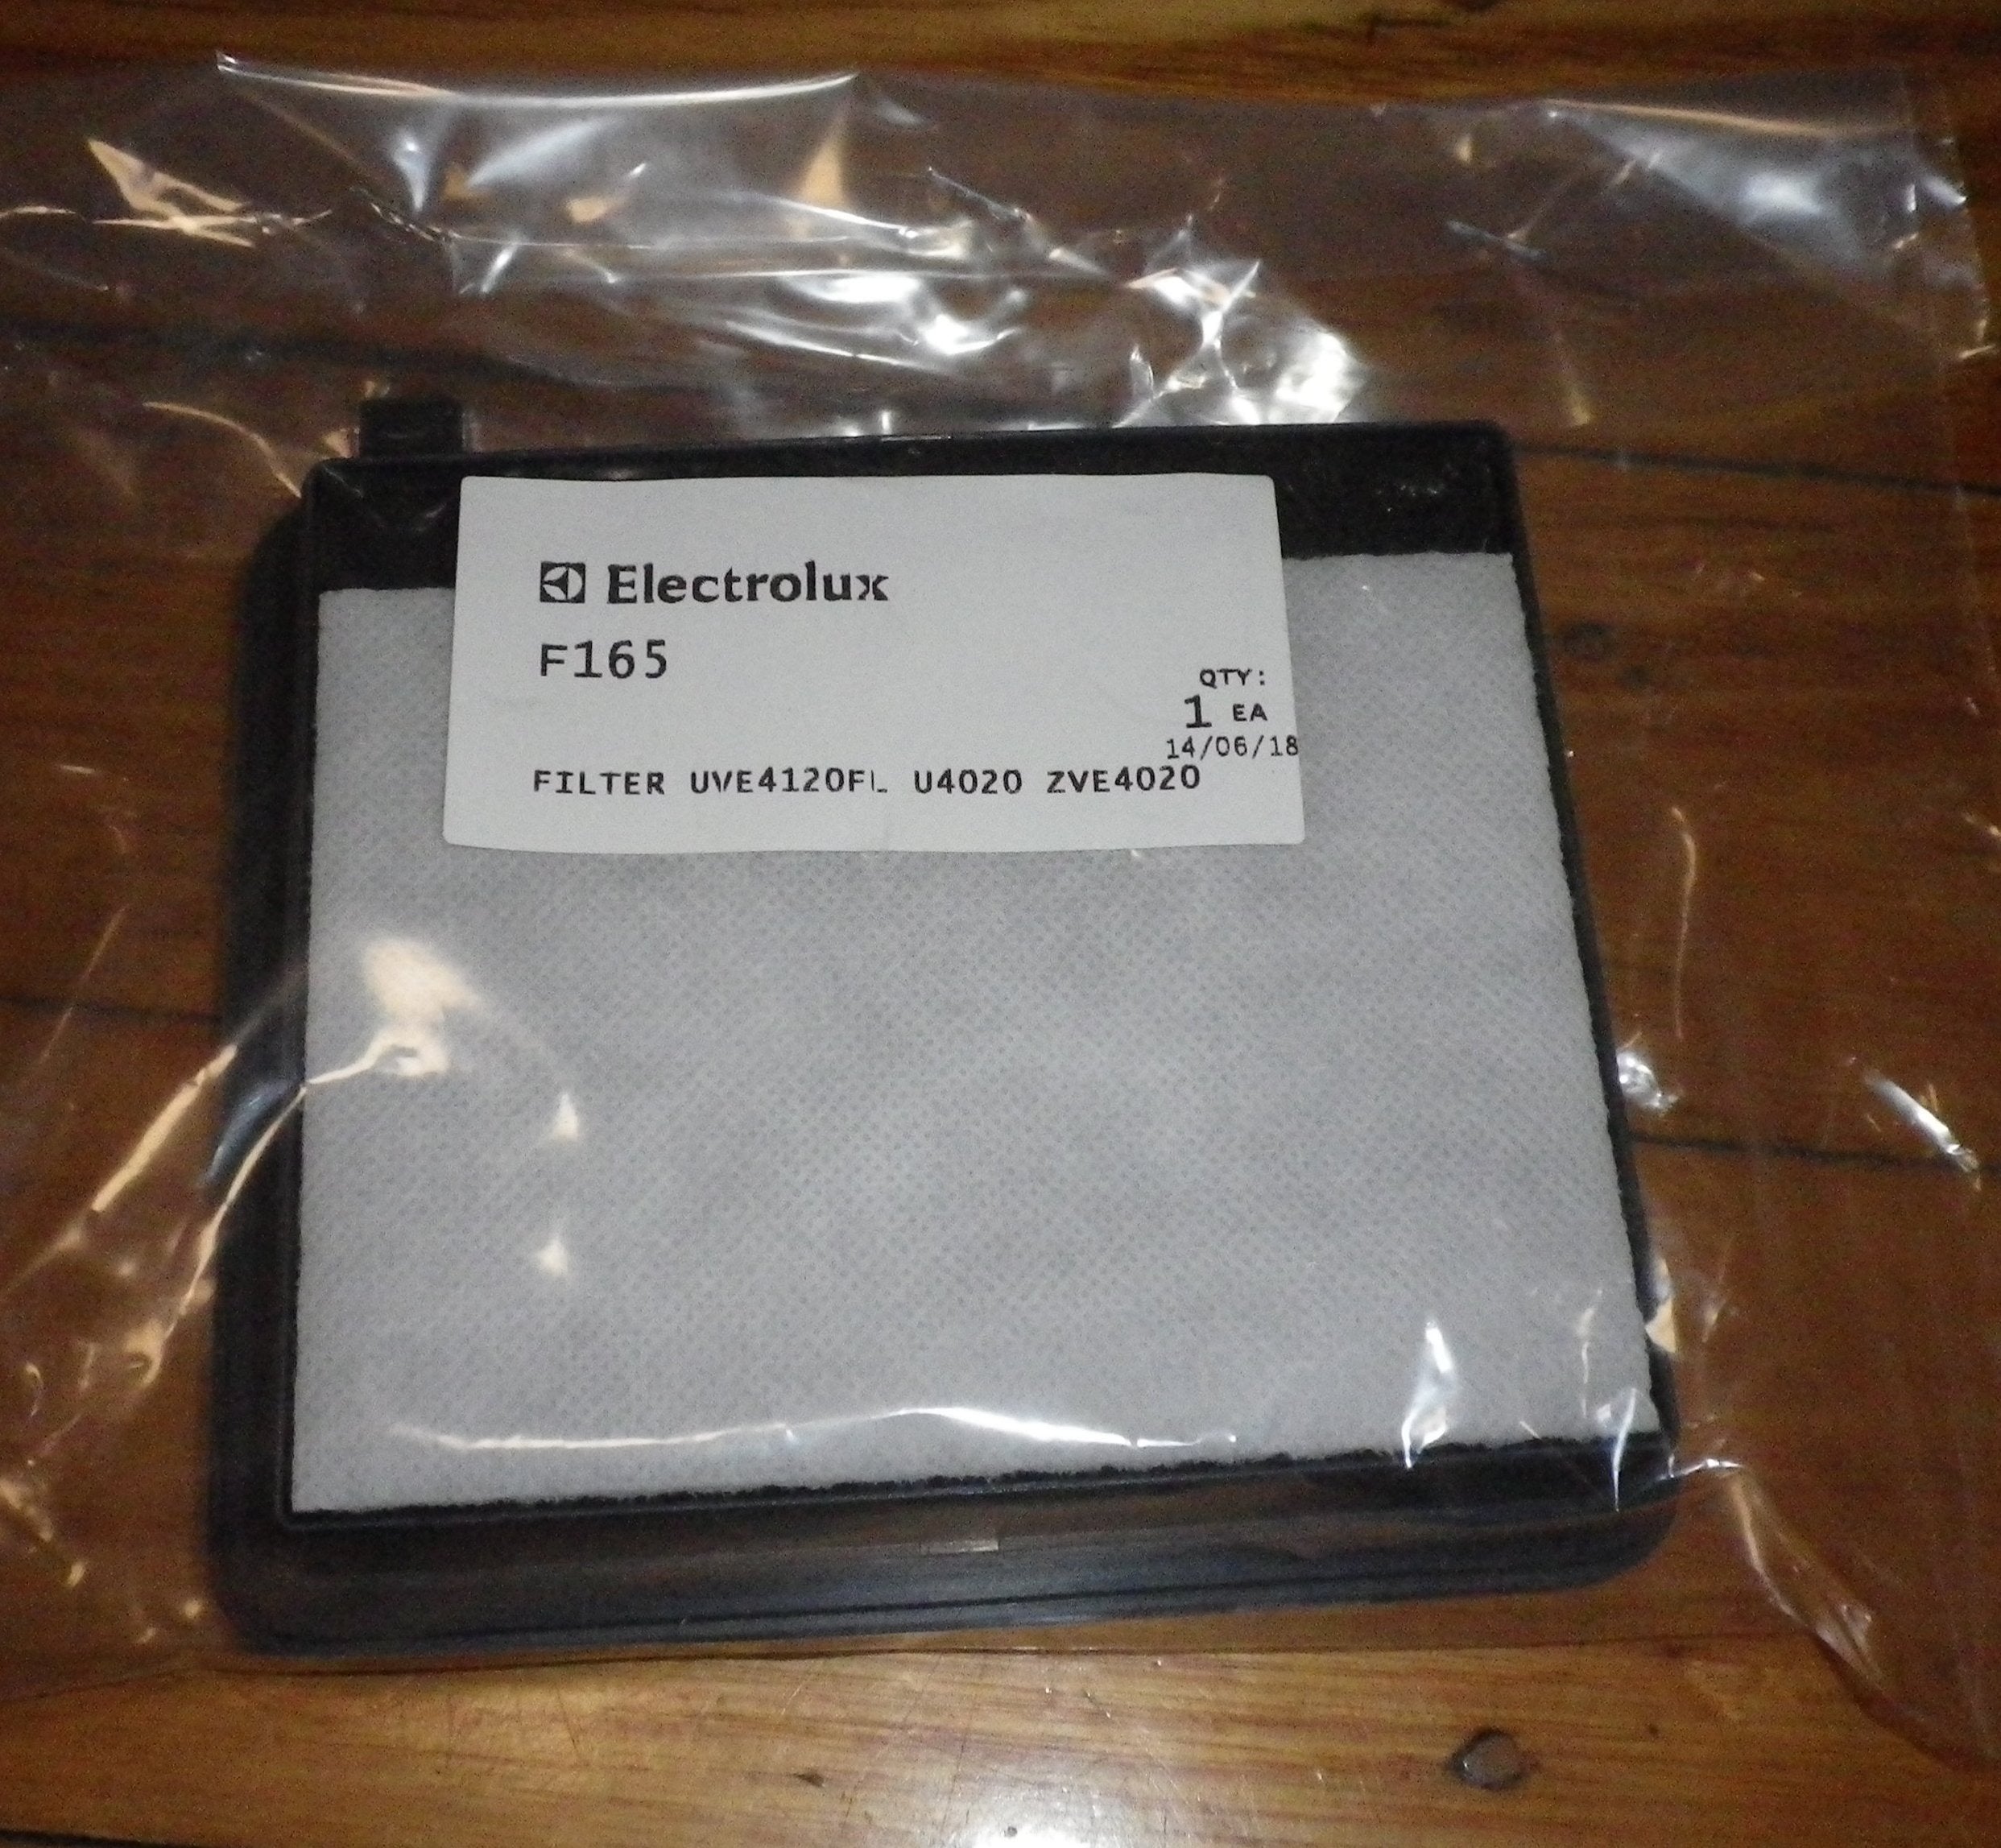 Electrolux
F165
QTY:
1 EA
14/06/18
FILTER UVE4120FL U4020 ZVE4020